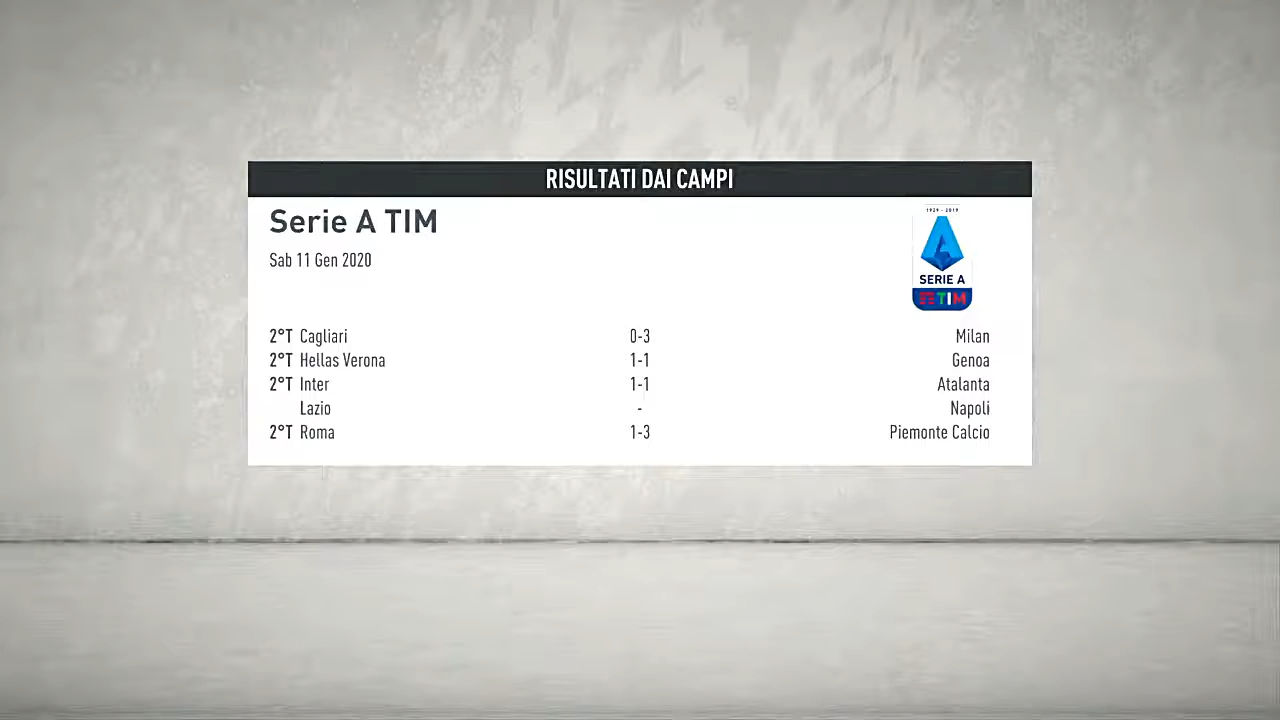 RISULTATI DAI CAMPI
Serie A TIM
1929 - 2019
Sab 11 Gen 2020
SERIE A
TIM
2°T Cagliari 0-3 Milan
2°T Hellas Verona 1-1 Genoa
2°T Inter 1-1 Atalanta
Lazio - Napoli
2°T Roma 1-3 Piemonte Calcio